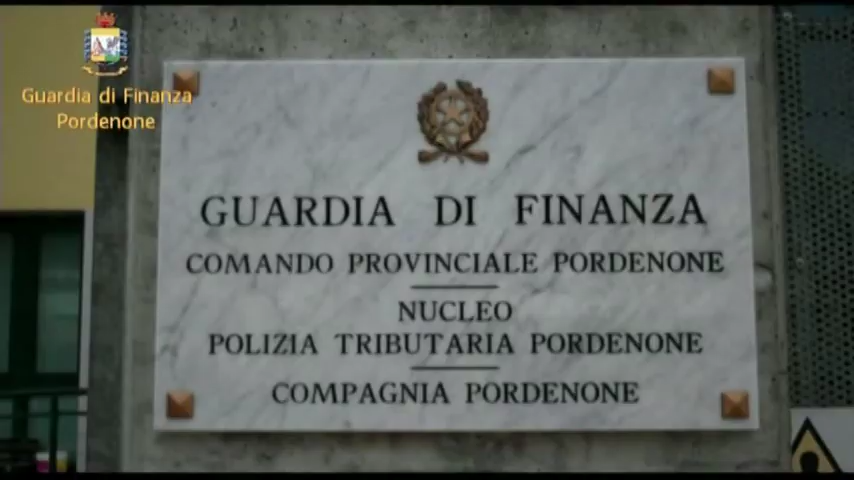 Guardia di Finanza
Pordenone
GUARDIA DI FINANZA
COMANDO PROVINCIALE PORDENONE
NUCLEO
POLIZIA TRIBUTARIA PORDENONE
COMPAGNIA PORDENONE